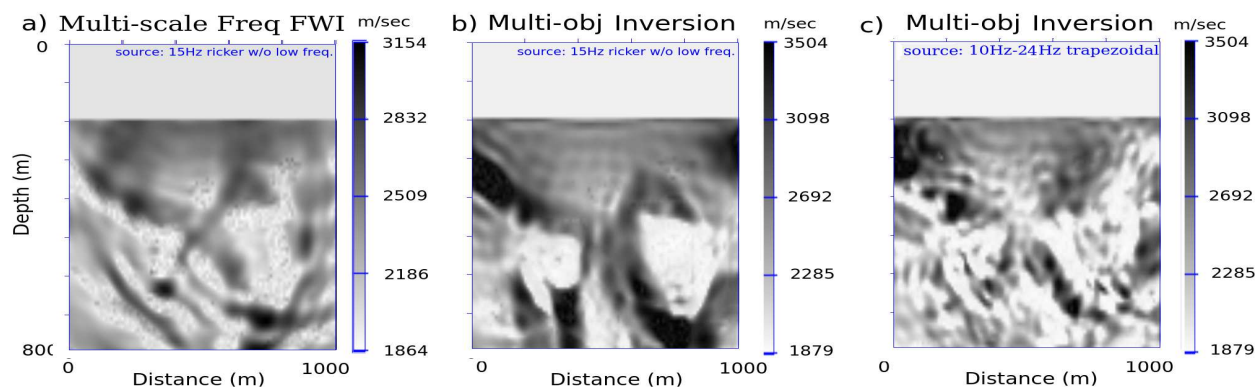 a) Multi-scale Freq FWI
m/sec
0
source: 15Hz ricker w/o low freq.
3154
2832
2509
2186
1864
Depth (m)
800
0
1000
Distance (m)
b) Multi-obj Inversion
m/sec
source: 15Hz ricker w/o low freq.
3504
3098
2692
2285
1879
0
1000
Distance (m)
c) Multi-obj Inversion
m/sec
source: 10Hz-24Hz trapezoidal
3504
3098
2692
2285
1879
0
1000
Distance (m)